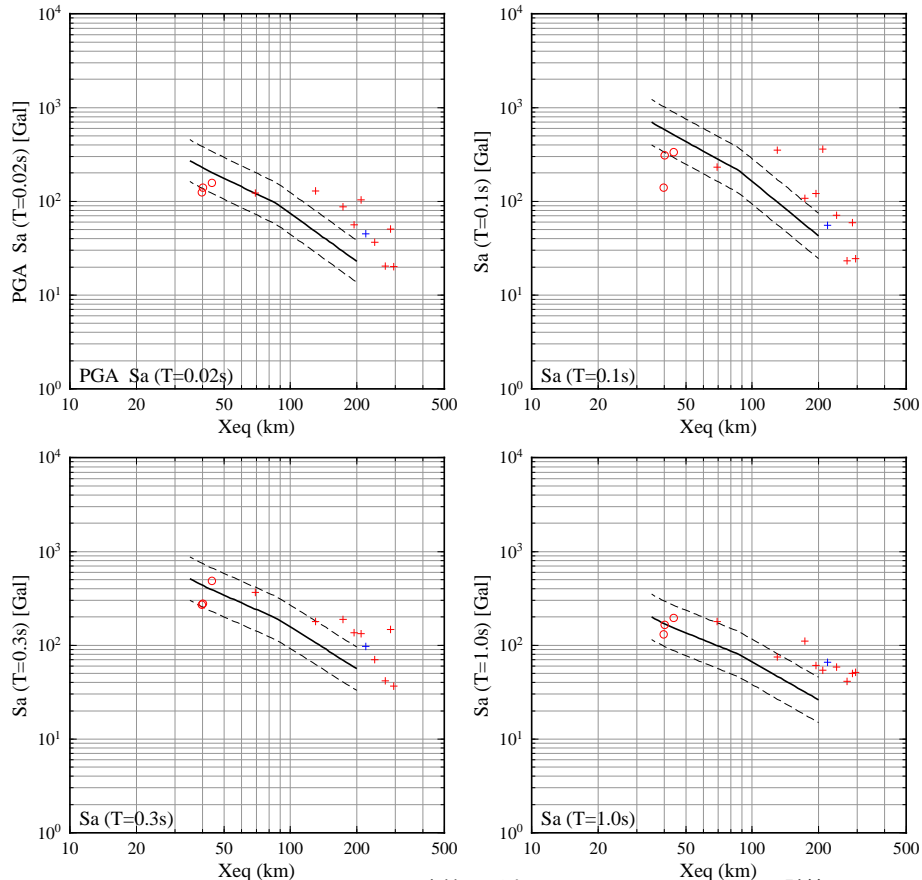 10⁴
10³
10²
10¹
10⁰
PGA Sa (T=0.02s) [Gal]
PGA Sa (T=0.02s)
10 20 50 100 200 500
Xeq (km)
10⁴
10³
10²
10¹
10⁰
Sa (T=0.1s) [Gal]
Sa (T=0.1s)
10 20 50 100 200 500
Xeq (km)
10⁴
10³
10²
10¹
10⁰
Sa (T=0.3s) [Gal]
Sa (T=0.3s)
10 20 50 100 200 500
Xeq (km)
10⁴
10³
10²
10¹
10⁰
Sa (T=1.0s) [Gal]
Sa (T=1.0s)
10 20 50 100 200 500
Xeq (km)